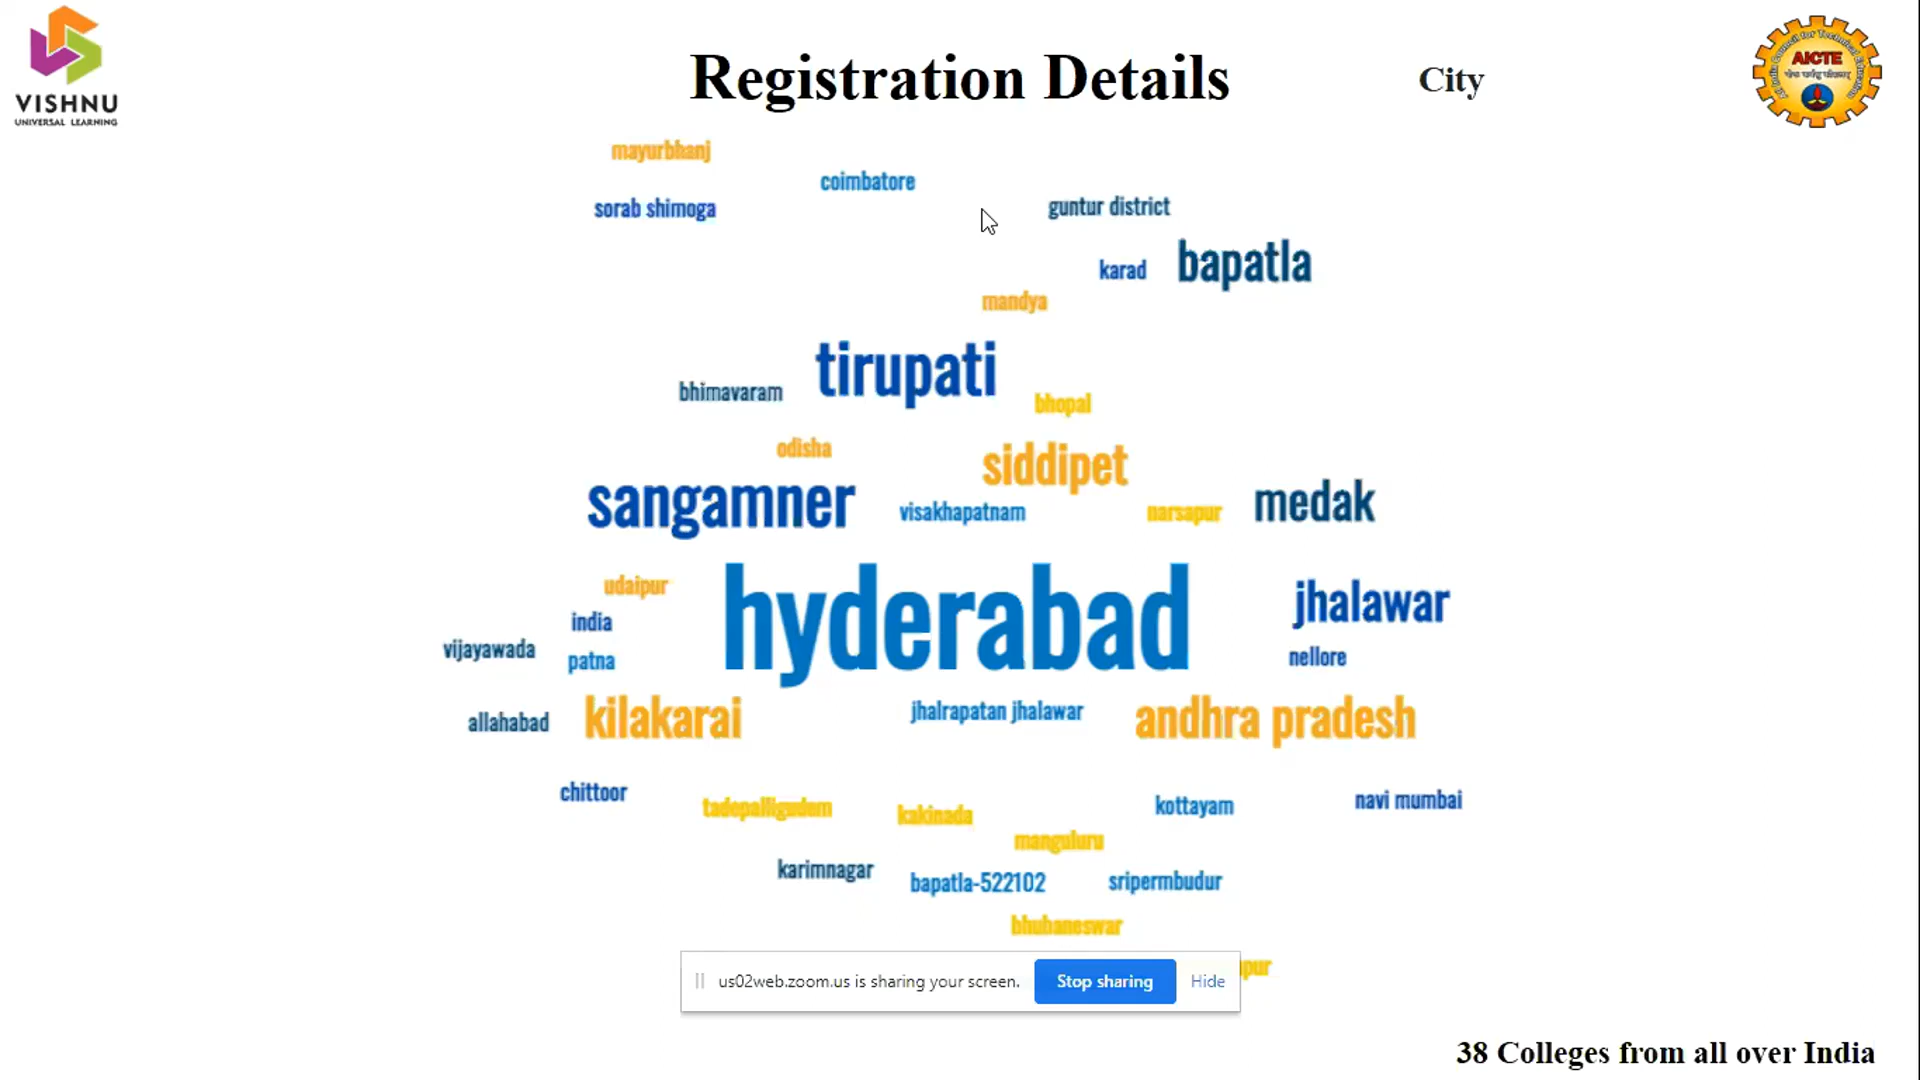 VISHNU
UNIVERSAL LEARNING
Registration Details
City
AICTE
mayurbhanj
coimbatore
sorab shimoga
guntur district
bapatla
karad
mandya
tirupati
bhimavaram
bhopal
odisha
siddipet
sangamner
visakhapatnam
narsapur
medak
hyderabad
udaipur
jhalawar
india
vijayawada
patna
nellore
kilakarai
jhalrapatan jhalawar
andhra pradesh
allahabad
chittoor
tadepalligudem
kakinada
kottayam
navi mumbai
manguluru
karimnagar
bapatla-522102
sripermbudur
bhubaneswar
us02web.zoom.us is sharing your screen.
Stop sharing
Hide
38 Colleges from all over India